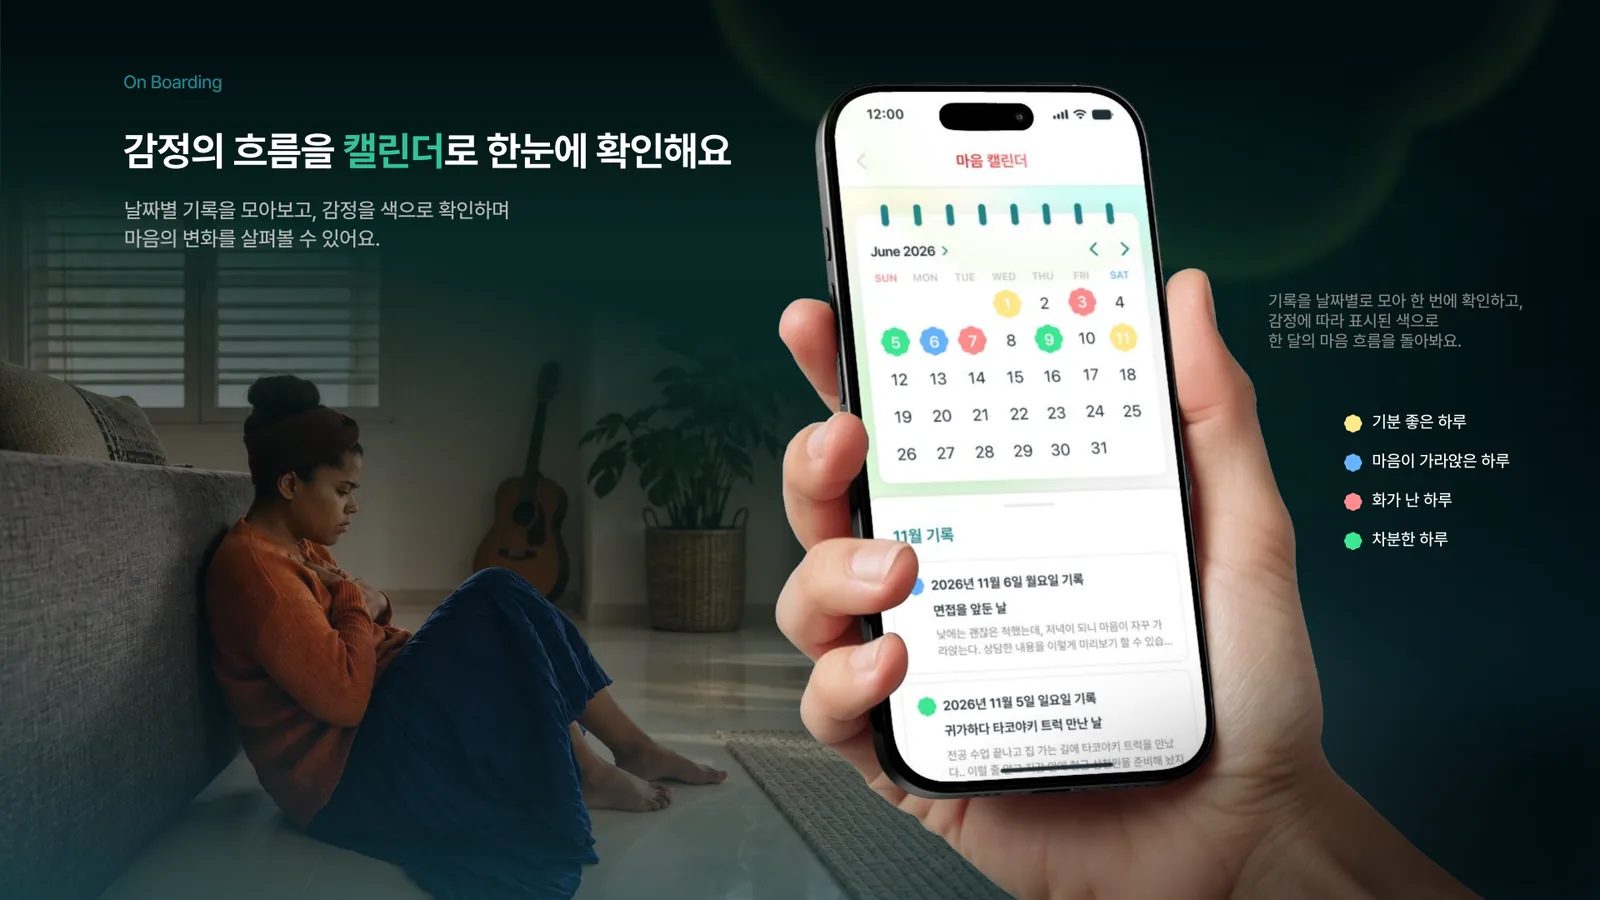 On Boarding
감정의 흐름을 캘린더로 한눈에 확인해요
날짜별 기록을 모아보고, 감정을 색으로 확인하며
마음의 변화를 살펴볼 수 있어요.
12:00
마음 캘린더
June 2026
SUN MON TUE WED THU FRI SAT
1 2 3 4
5 6 7 8 9 10 11
12 13 14 15 16 17 18
19 20 21 22 23 24 25
26 27 28 29 30 31
11월 기록
2026년 11월 6일 월요일 기록
면접을 앞둔 날
낮에는 괜찮은 척했는데, 저녁이 되니 마음이 자꾸 가
라앉는다. 상담한 내용을 이렇게 미리보기 할 수 있습...
2026년 11월 5일 일요일 기록
귀가하다 타코야키 트럭 만난 날
전공 수업 끝나고 집 가는 길에 타코야키 트럭을 만났
다.. 이럴 줄 준비해 놨지
기록을 날짜별로 모아 한 번에 확인하고,
감정에 따라 표시된 색으로
한 달의 마음 흐름을 돌아봐요.
기분 좋은 하루
마음이 가라앉은 하루
화가 난 하루
차분한 하루